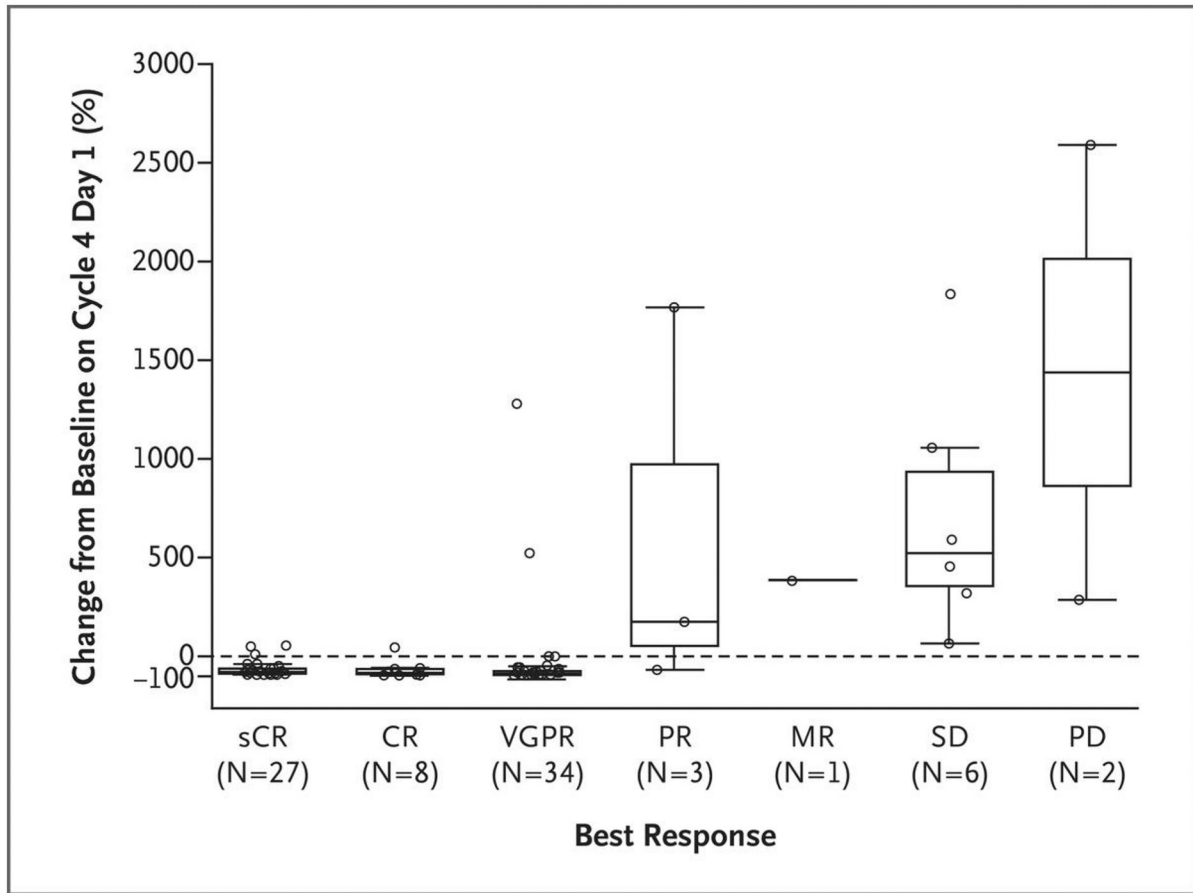 Change from Baseline on Cycle 4 Day 1 (%)
3000
2500
2000
1500
1000
500
0
−100
sCR CR VGPR PR MR SD PD
(N=27) (N=8) (N=34) (N=3) (N=1) (N=6) (N=2)
Best Response